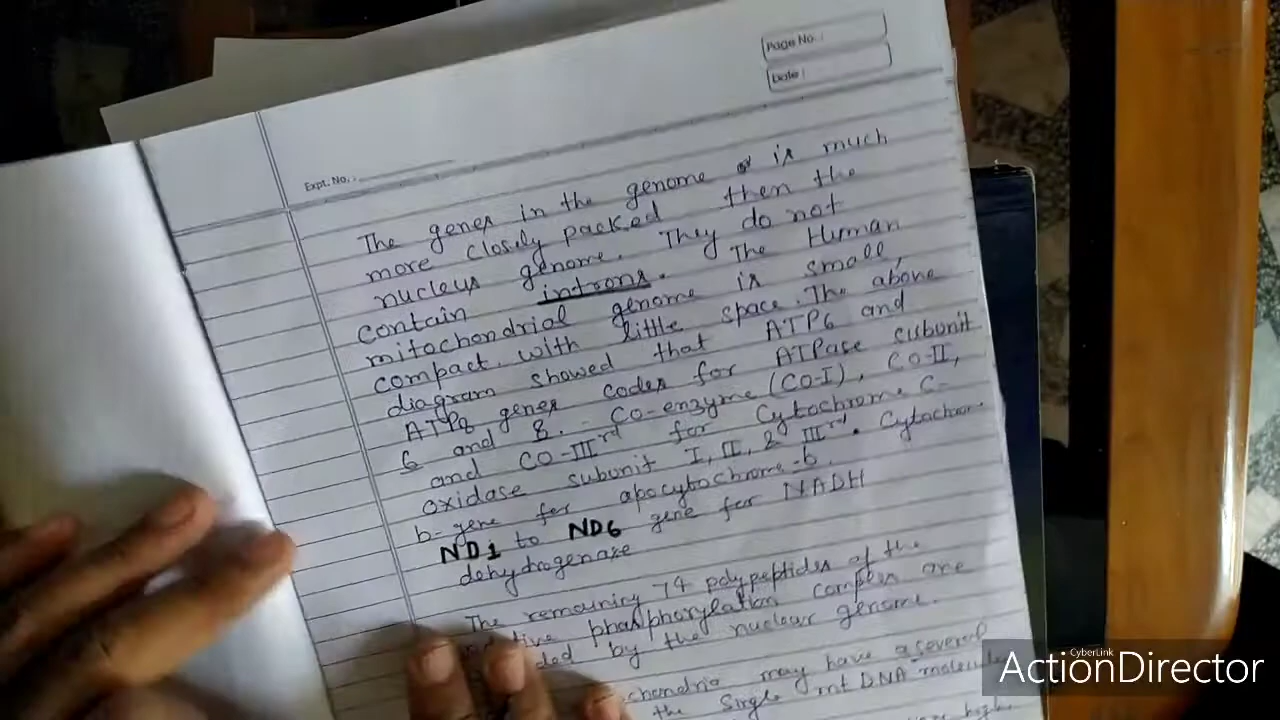 Page No. :
Date :
Expt. No. :
The genes in the genome is much
more closely packed then the
nucleus genome. They do not
contain introns. The Human
mitochondrial genome is small,
compact with little space. The above
diagram showed that ATP6 and
ATP8 genes codes for ATPase subunit
6 and 8. Co-enzyme (CO-I), CO-II,
and CO-IIIrd for Cytochrome C-
oxidase subunit I, II, & IIIrd. Cytochrom
b-gene for apocytochrome-b.
ND1 to ND6 gene for NADH
dehydrogenase
The remaining 74 polypeptides of the
phosphorylation complex are
ded by the nuclear genome.
chondria may have a several
the single mt DNA
high,
CyberLink
ActionDirector